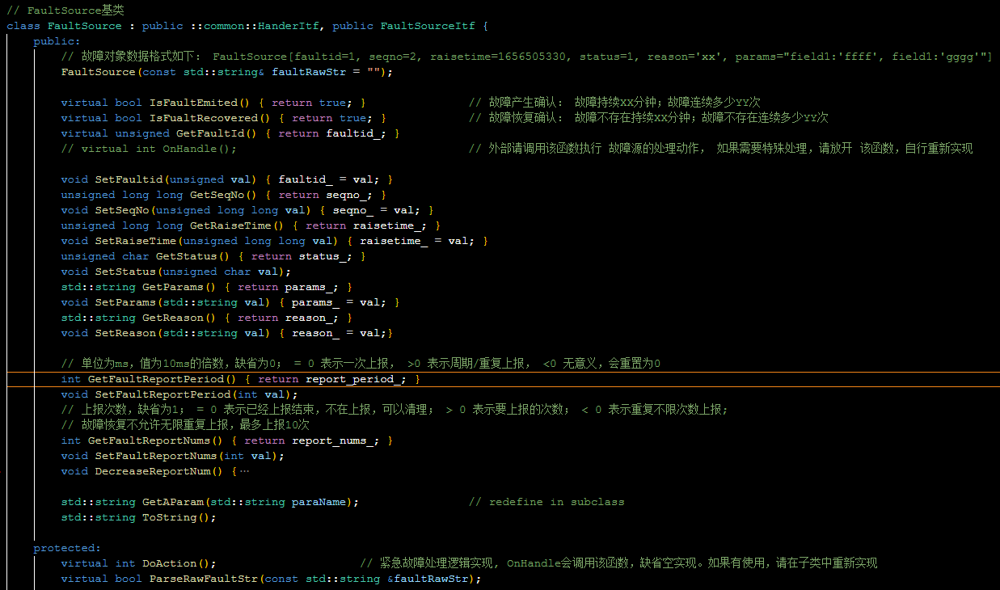 // FaultSource基类
class FaultSource : public ::common::HanderItf, public FaultSourceItf {
public:
// 故障对象数据格式如下： FaultSource[faultid=1, seqno=2, raisetime=1656505330, status=1, reason='xx', params="field1:'ffff', field1:'gggg'"]
FaultSource(const std::string& faultRawStr = "");
virtual bool IsFaultEmited() { return true; } // 故障产生确认： 故障持续XX分钟；故障连续多少YY次
virtual bool IsFualtRecovered() { return true; } // 故障恢复确认： 故障不存在持续XX分钟；故障不存在连续多少YY次
virtual unsigned GetFaultId() { return faultid_; }
// virtual int OnHandle(); // 外部请调用该函数执行 故障源的处理动作， 如果需要特殊处理，请放开 该函数，自行重新实现
void SetFaultid(unsigned val) { faultid_ = val; }
unsigned long long GetSeqNo() { return seqno_; }
void SetSeqNo(unsigned long long val) { seqno_ = val; }
unsigned long long GetRaiseTime() { return raisetime_; }
void SetRaiseTime(unsigned long long val) { raisetime_ = val; }
unsigned char GetStatus() { return status_; }
void SetStatus(unsigned char val);
std::string GetParams() { return params_; }
void SetParams(std::string val) { params_ = val; }
std::string GetReason() { return reason_; }
void SetReason(std::string val) { reason_ = val;}
// 单位为ms，值为10ms的倍数，缺省为0； = 0 表示一次上报， >0 表示周期/重复上报， <0 无意义，会重置为0
int GetFaultReportPeriod() { return report_period_; }
void SetFaultReportPeriod(int val);
// 上报次数，缺省为1； = 0 表示已经上报结束，不在上报，可以清理； > 0 表示要上报的次数； < 0 表示重复不限次数上报;
// 故障恢复不允许无限重复上报，最多上报10次
int GetFaultReportNums() { return report_nums_; }
void SetFaultReportNums(int val);
void DecreaseReportNum() {…
std::string GetAParam(std::string paraName); // redefine in subclass
std::string ToString();
protected:
virtual int DoAction(); // 紧急故障处理逻辑实现, OnHandle会调用该函数，缺省空实现。如果有使用，请在子类中重新实现
virtual bool ParseRawFaultStr(const std::string &faultRawStr);